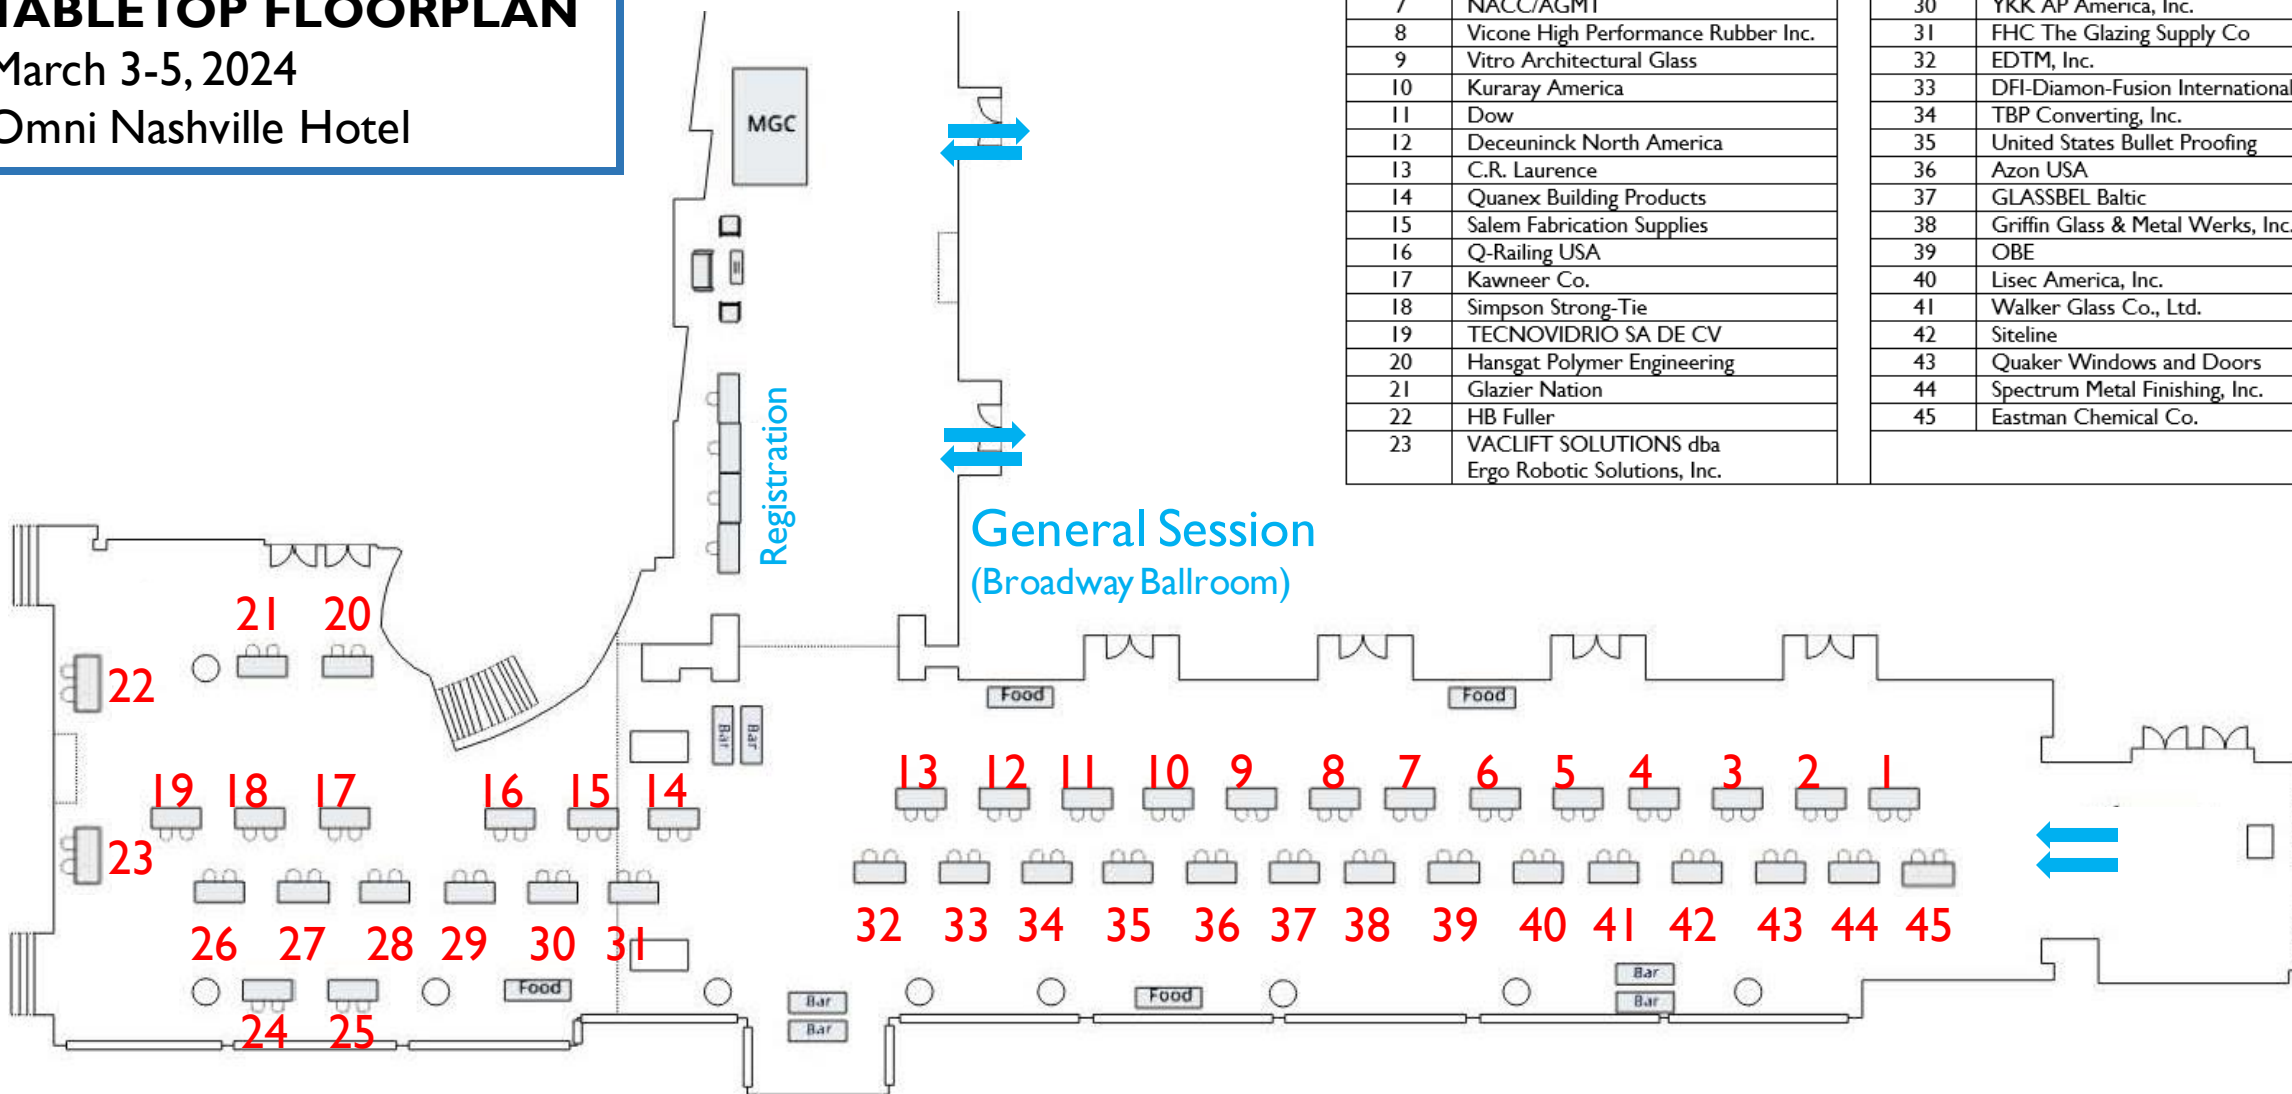 TABLETOP FLOORPLAN
March 3-5, 2024
Omni Nashville Hotel
7 NACC/AGMT
8 Vicone High Performance Rubber Inc.
9 Vitro Architectural Glass
10 Kuraray America
11 Dow
12 Deceuninck North America
13 C.R. Laurence
14 Quanex Building Products
15 Salem Fabrication Supplies
16 Q-Railing USA
17 Kawneer Co.
18 Simpson Strong-Tie
19 TECNOVIDRIO SA DE CV
20 Hansgat Polymer Engineering
21 Glazier Nation
22 HB Fuller
23 VACLIFT SOLUTIONS dba
Ergo Robotic Solutions, Inc.
30 YKK AP America, Inc.
31 FHC The Glazing Supply Co
32 EDTM, Inc.
33 DFI-Diamon-Fusion International
34 TBP Converting, Inc.
35 United States Bullet Proofing
36 Azon USA
37 GLASSBEL Baltic
38 Griffin Glass & Metal Werks, Inc.
39 OBE
40 Lisec America, Inc.
41 Walker Glass Co., Ltd.
42 Siteline
43 Quaker Windows and Doors
44 Spectrum Metal Finishing, Inc.
45 Eastman Chemical Co.
MGC
Registration
General Session
(Broadway Ballroom)
21 20
22
Food Food
Bar Bar
13 12 11 10 9 8 7 6 5 4 3 2 1
19 18 17 16 15 14
23
32 33 34 35 36 37 38 39 40 41 42 43 44 45
26 27 28 29 30 31
Food
Food
Bar
Bar
Bar
Bar
24 25